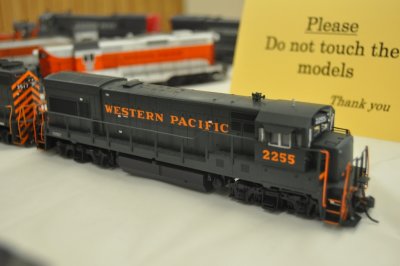 Please
Do not touch the
models
Thank you
WESTERN PACIFIC
2255